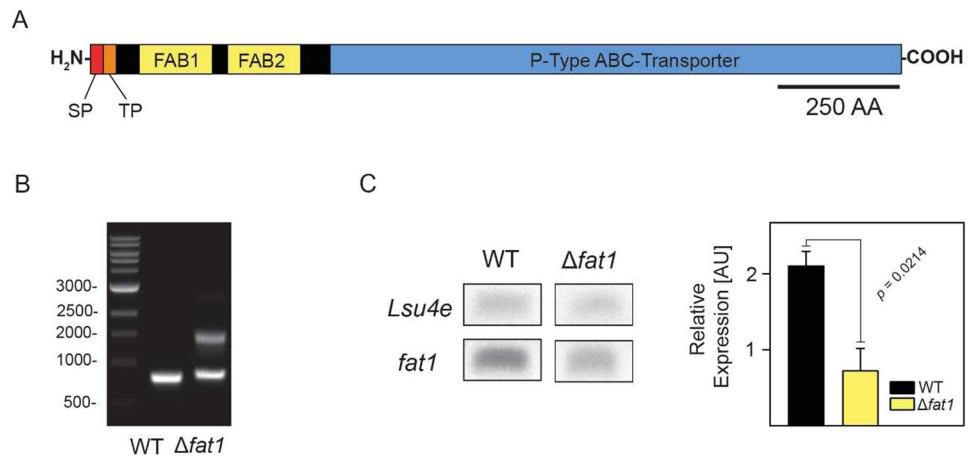 A
H₂N- FAB1 FAB2 P-Type ABC-Transporter -COOH
SP TP
250 AA
B
3000-
2500-
2000-
1000-
500-
WT Δfat1
C
WT Δfat1
Lsu4e
fat1
Relative
Expression [AU]
2
1
p = 0.0214
WT
Δfat1